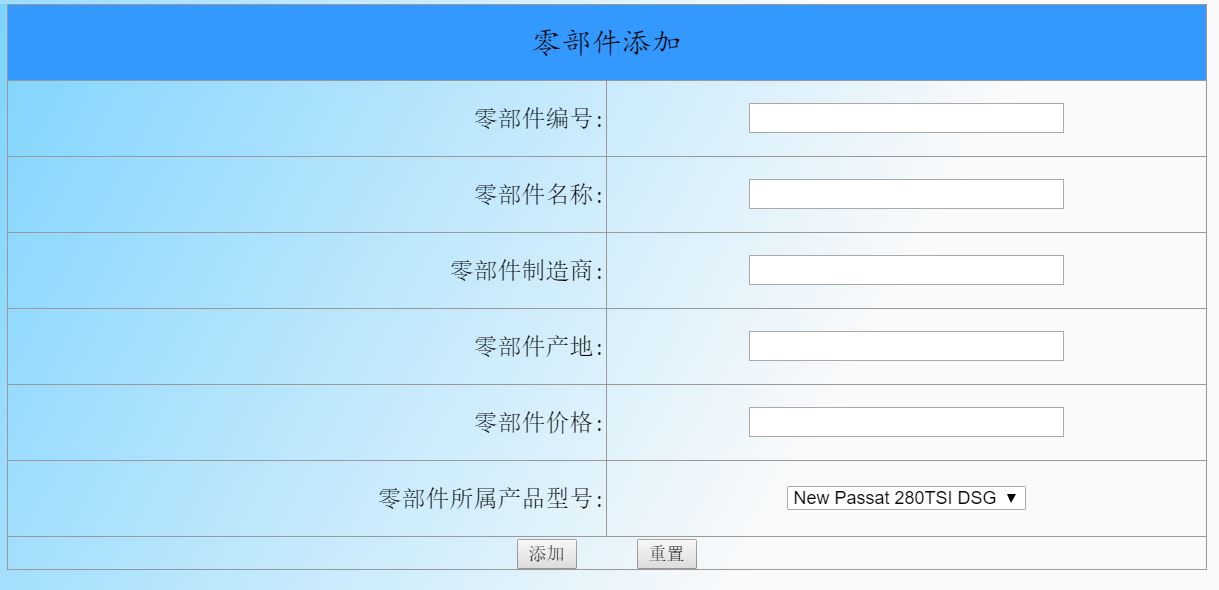 零部件添加
零部件编号:
零部件名称:
零部件制造商:
零部件产地:
零部件价格:
零部件所属产品型号: New Passat 280TSI DSG ▼
添加 重置